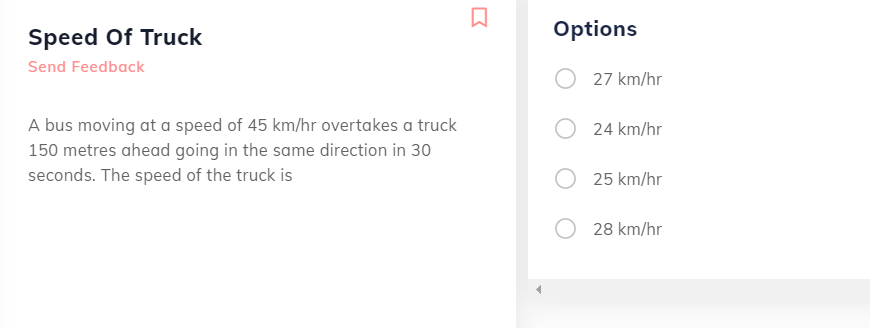 Speed Of Truck
Send Feedback
A bus moving at a speed of 45 km/hr overtakes a truck
150 metres ahead going in the same direction in 30
seconds. The speed of the truck is
Options
27 km/hr
24 km/hr
25 km/hr
28 km/hr